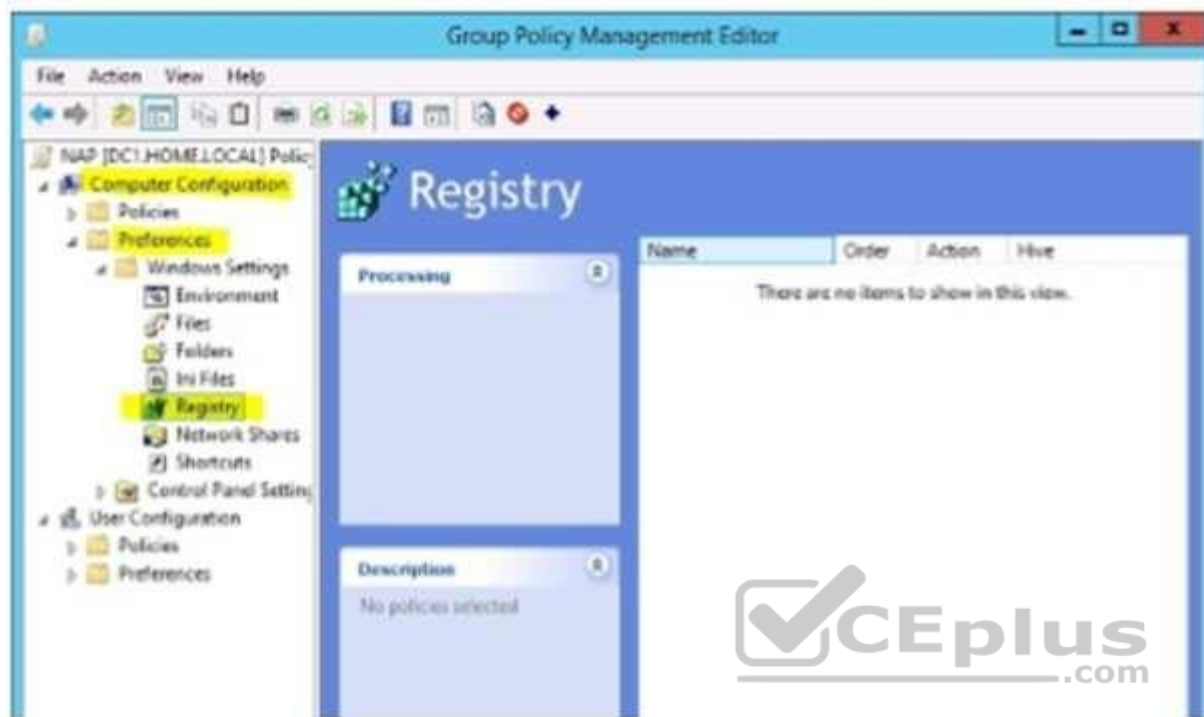 Group Policy Management Editor
File Action View Help
NAP [DC1.HOME.LOCAL] Polic
Computer Configuration
Policies
Preferences
Windows Settings
Environment
Files
Folders
Ini Files
Registry
Network Shares
Shortcuts
Control Panel Setting
User Configuration
Policies
Preferences
Registry
Processing
Description
No policies selected
Name Order Action Hive
There are no items to show in this view.
CEplus
.com